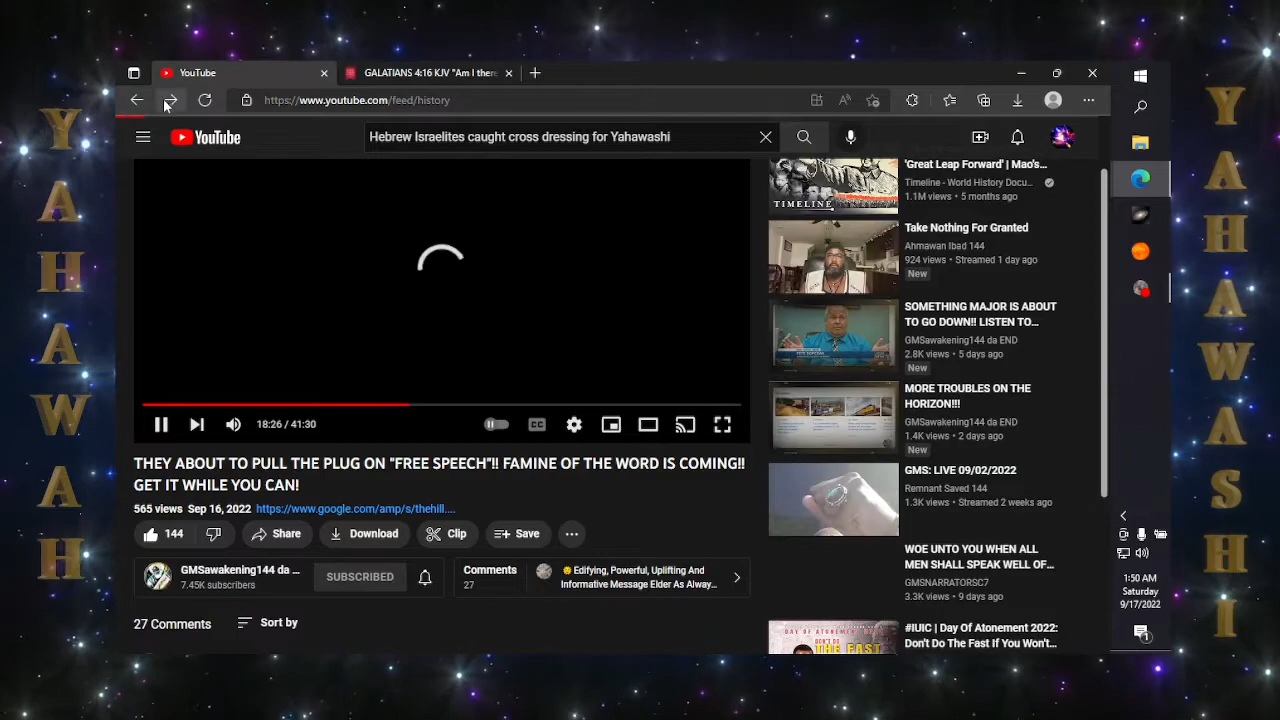 YouTube
GALATIANS 4:16 KJV "Am I there
https://www.youtube.com/feed/history
YouTube
Hebrew Israelites caught cross dressing for Yahawashi
18:26 / 41:30
CC
THEY ABOUT TO PULL THE PLUG ON "FREE SPEECH"!! FAMINE OF THE WORD IS COMING!!
GET IT WHILE YOU CAN!
565 views Sep 16, 2022 https://www.google.com/amp/s/thehill....
144
Share
Download
Clip
Save
GMSawakening144 da ...
7.45K subscribers
SUBSCRIBED
Comments
27
Edifying, Powerful, Uplifting And
Informative Message Elder As Alway...
27 Comments
Sort by
'Great Leap Forward' | Mao's...
Timeline - World History Docu...
1.1M views • 5 months ago
TIMELINE
Take Nothing For Granted
Ahmawan Ibad 144
924 views • Streamed 1 day ago
New
SOMETHING MAJOR IS ABOUT
TO GO DOWN!! LISTEN TO...
GMSawakening144 da END
2.8K views • 5 days ago
New
MORE TROUBLES ON THE
HORIZON!!!
GMSawakening144 da END
1.4K views • 2 days ago
New
GMS: LIVE 09/02/2022
Remnant Saved 144
1.3K views • Streamed 2 weeks ago
WOE UNTO YOU WHEN ALL
MEN SHALL SPEAK WELL OF...
GMSNARRATORSC7
3.3K views • 9 days ago
#IUIC | Day Of Atonement 2022:
Don't Do The Fast If You Won't...
DAY OF ATONEMENT
DON'T DO
THE FAST
1:50 AM
Saturday
9/17/2022
YAHAWAH
YAHAWASHI